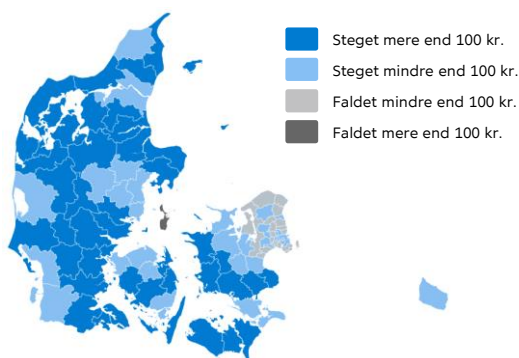 Steget mere end 100 kr.
Steget mindre end 100 kr.
Faldet mindre end 100 kr.
Faldet mere end 100 kr.